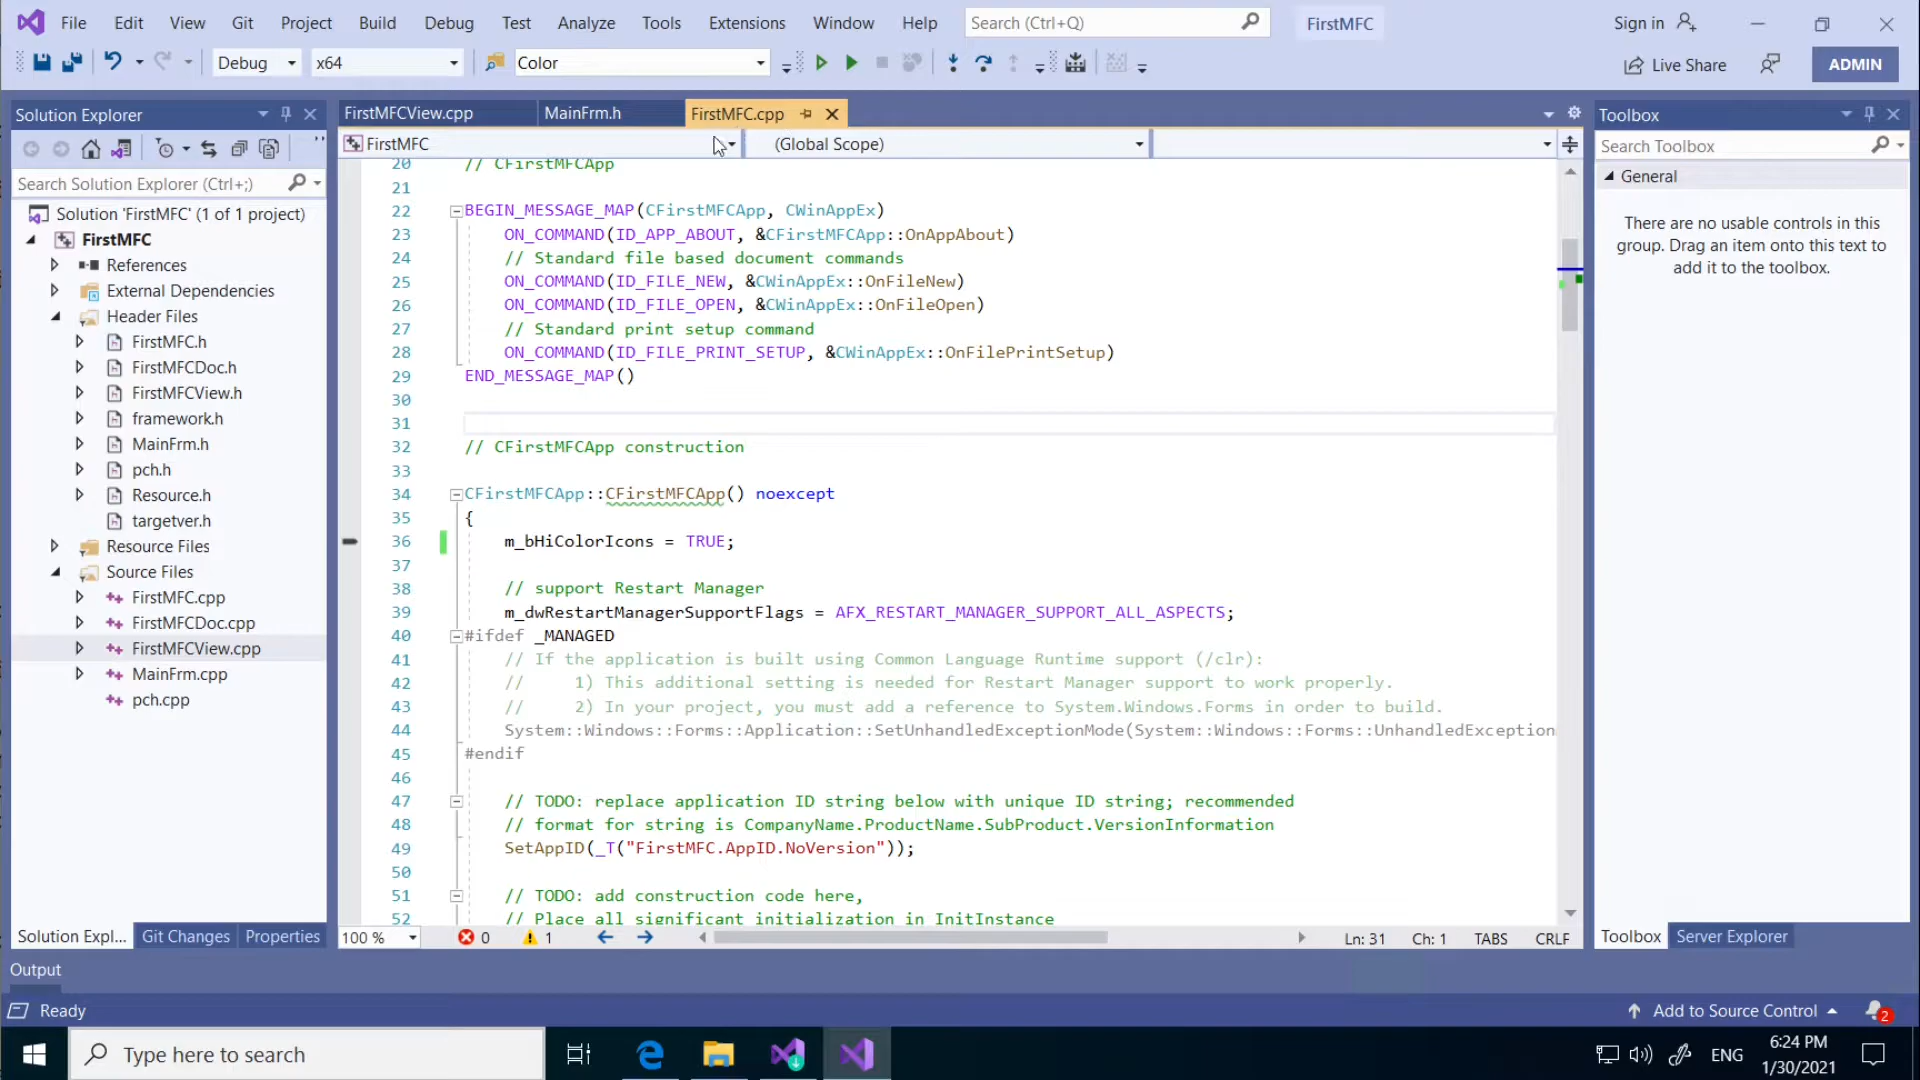 File Edit View Git Project Build Debug Test Analyze Tools Extensions Window Help Search (Ctrl+Q) FirstMFC Sign in
Debug x64 Color Live Share ADMIN
Solution Explorer
Search Solution Explorer (Ctrl+;)
Solution 'FirstMFC' (1 of 1 project)
FirstMFC
References
External Dependencies
Header Files
FirstMFC.h
FirstMFCDoc.h
FirstMFCView.h
framework.h
MainFrm.h
pch.h
Resource.h
targetver.h
Resource Files
Source Files
FirstMFC.cpp
FirstMFCDoc.cpp
FirstMFCView.cpp
MainFrm.cpp
pch.cpp
Solution Expl... Git Changes Properties
FirstMFCView.cpp MainFrm.h FirstMFC.cpp
FirstMFC (Global Scope)
20 // CFirstMFCApp
21
22 BEGIN_MESSAGE_MAP(CFirstMFCApp, CWinAppEx)
23 ON_COMMAND(ID_APP_ABOUT, &CFirstMFCApp::OnAppAbout)
24 // Standard file based document commands
25 ON_COMMAND(ID_FILE_NEW, &CWinAppEx::OnFileNew)
26 ON_COMMAND(ID_FILE_OPEN, &CWinAppEx::OnFileOpen)
27 // Standard print setup command
28 ON_COMMAND(ID_FILE_PRINT_SETUP, &CWinAppEx::OnFilePrintSetup)
29 END_MESSAGE_MAP()
30
31
32 // CFirstMFCApp construction
33
34 CFirstMFCApp::CFirstMFCApp() noexcept
35 {
36 m_bHiColorIcons = TRUE;
37
38 // support Restart Manager
39 m_dwRestartManagerSupportFlags = AFX_RESTART_MANAGER_SUPPORT_ALL_ASPECTS;
40 #ifdef _MANAGED
41 // If the application is built using Common Language Runtime support (/clr):
42 // 1) This additional setting is needed for Restart Manager support to work properly.
43 // 2) In your project, you must add a reference to System.Windows.Forms in order to build.
44 System::Windows::Forms::Application::SetUnhandledExceptionMode(System::Windows::Forms::UnhandledException
45 #endif
46
47 // TODO: replace application ID string below with unique ID string; recommended
48 // format for string is CompanyName.ProductName.SubProduct.VersionInformation
49 SetAppID(_T("FirstMFC.AppID.NoVersion"));
50
51 // TODO: add construction code here,
52 // Place all significant initialization in InitInstance
100 % 0 1 Ln: 31 Ch: 1 TABS CRLF
Toolbox
Search Toolbox
General
There are no usable controls in this
group. Drag an item onto this text to
add it to the toolbox.
Toolbox Server Explorer
Output
Ready Add to Source Control 2
Type here to search ENG 6:24 PM
1/30/2021